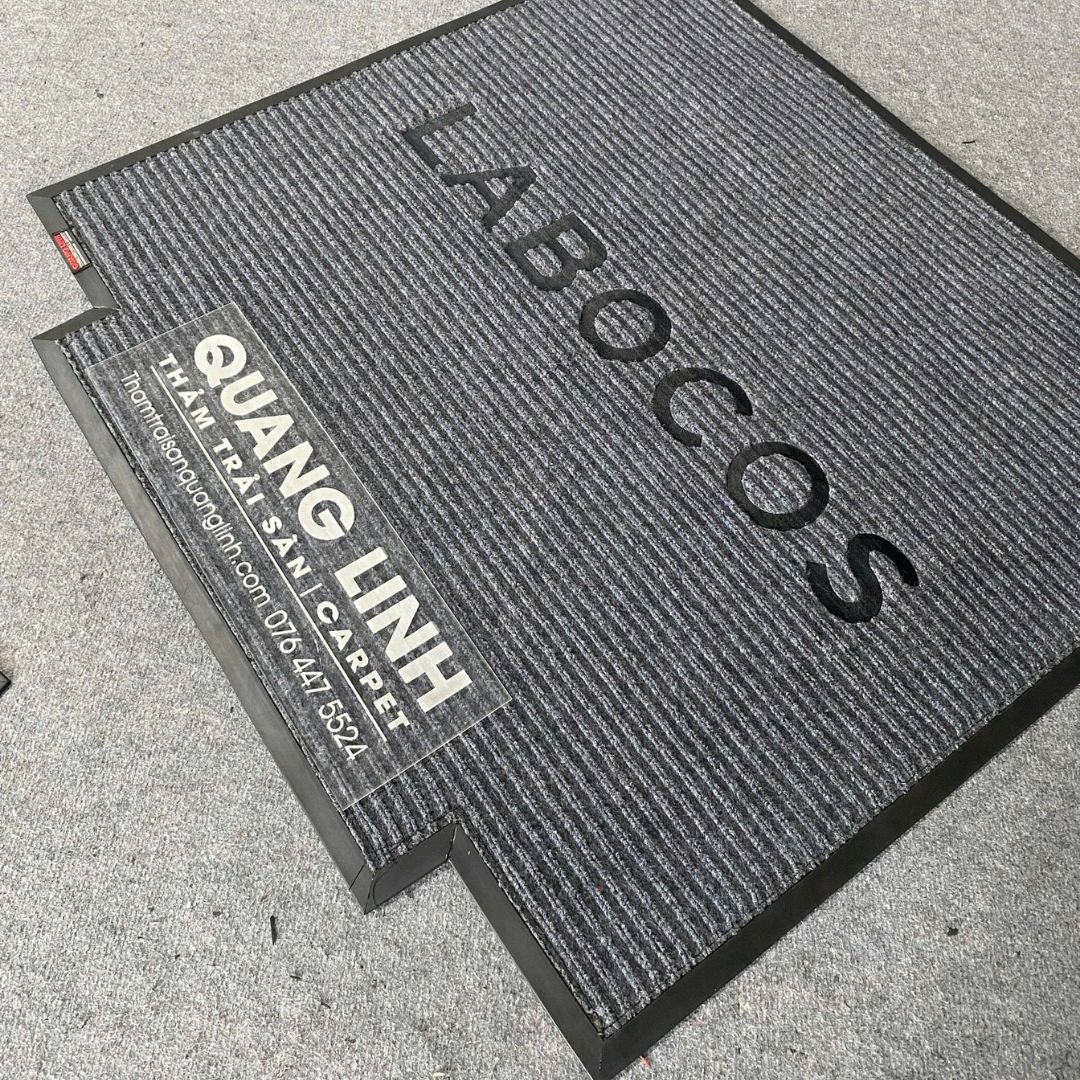 LABOCOS
QUANG LINH
THẢM TRẢI SÀN | CARPET
Thamtraisanquanglinh.com 076 447 5524